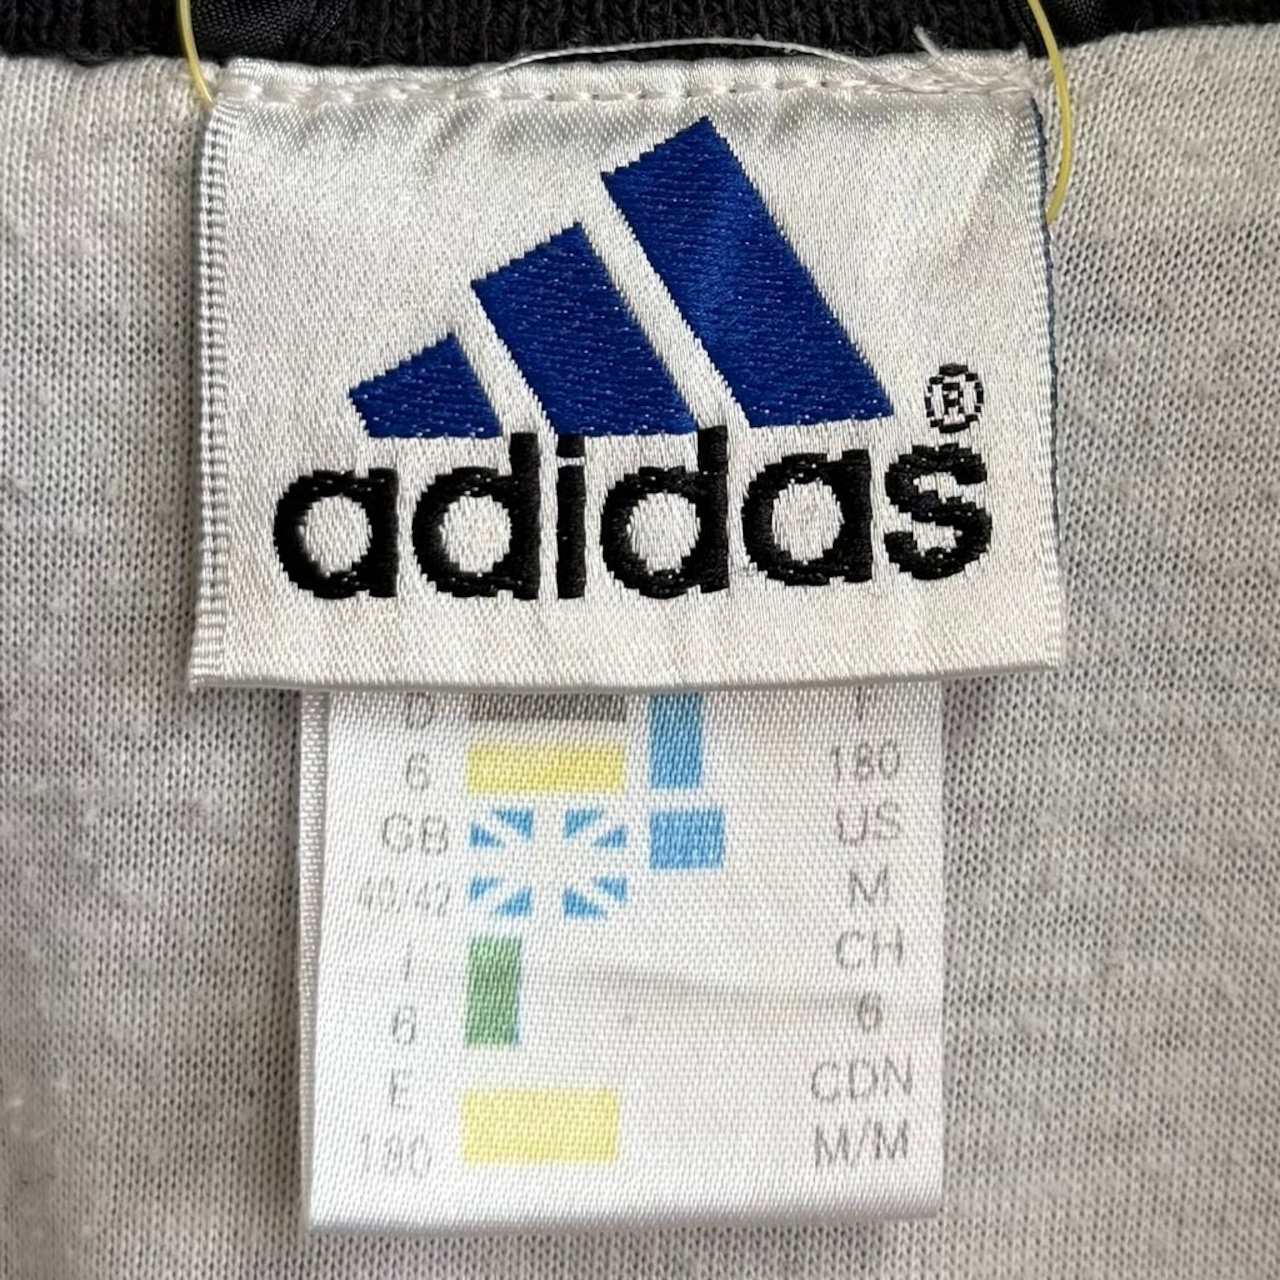 adidas®
D
6
GB
40/42
I
6
E
180
F
180
US
M
CH
6
CDN
M/M